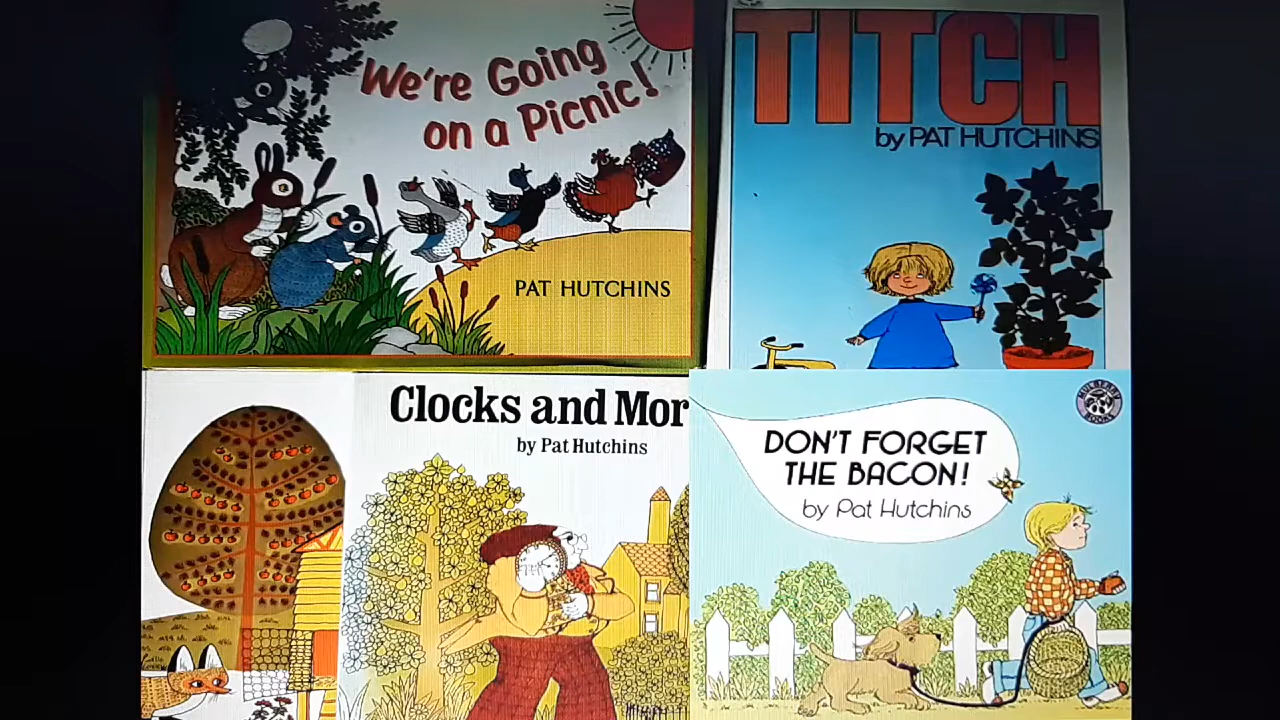 We're Going
on a Picnic!
PAT HUTCHINS
TITCH
by PAT HUTCHINS
Clocks and Mor
by Pat Hutchins
DON'T FORGET
THE BACON!
by Pat Hutchins